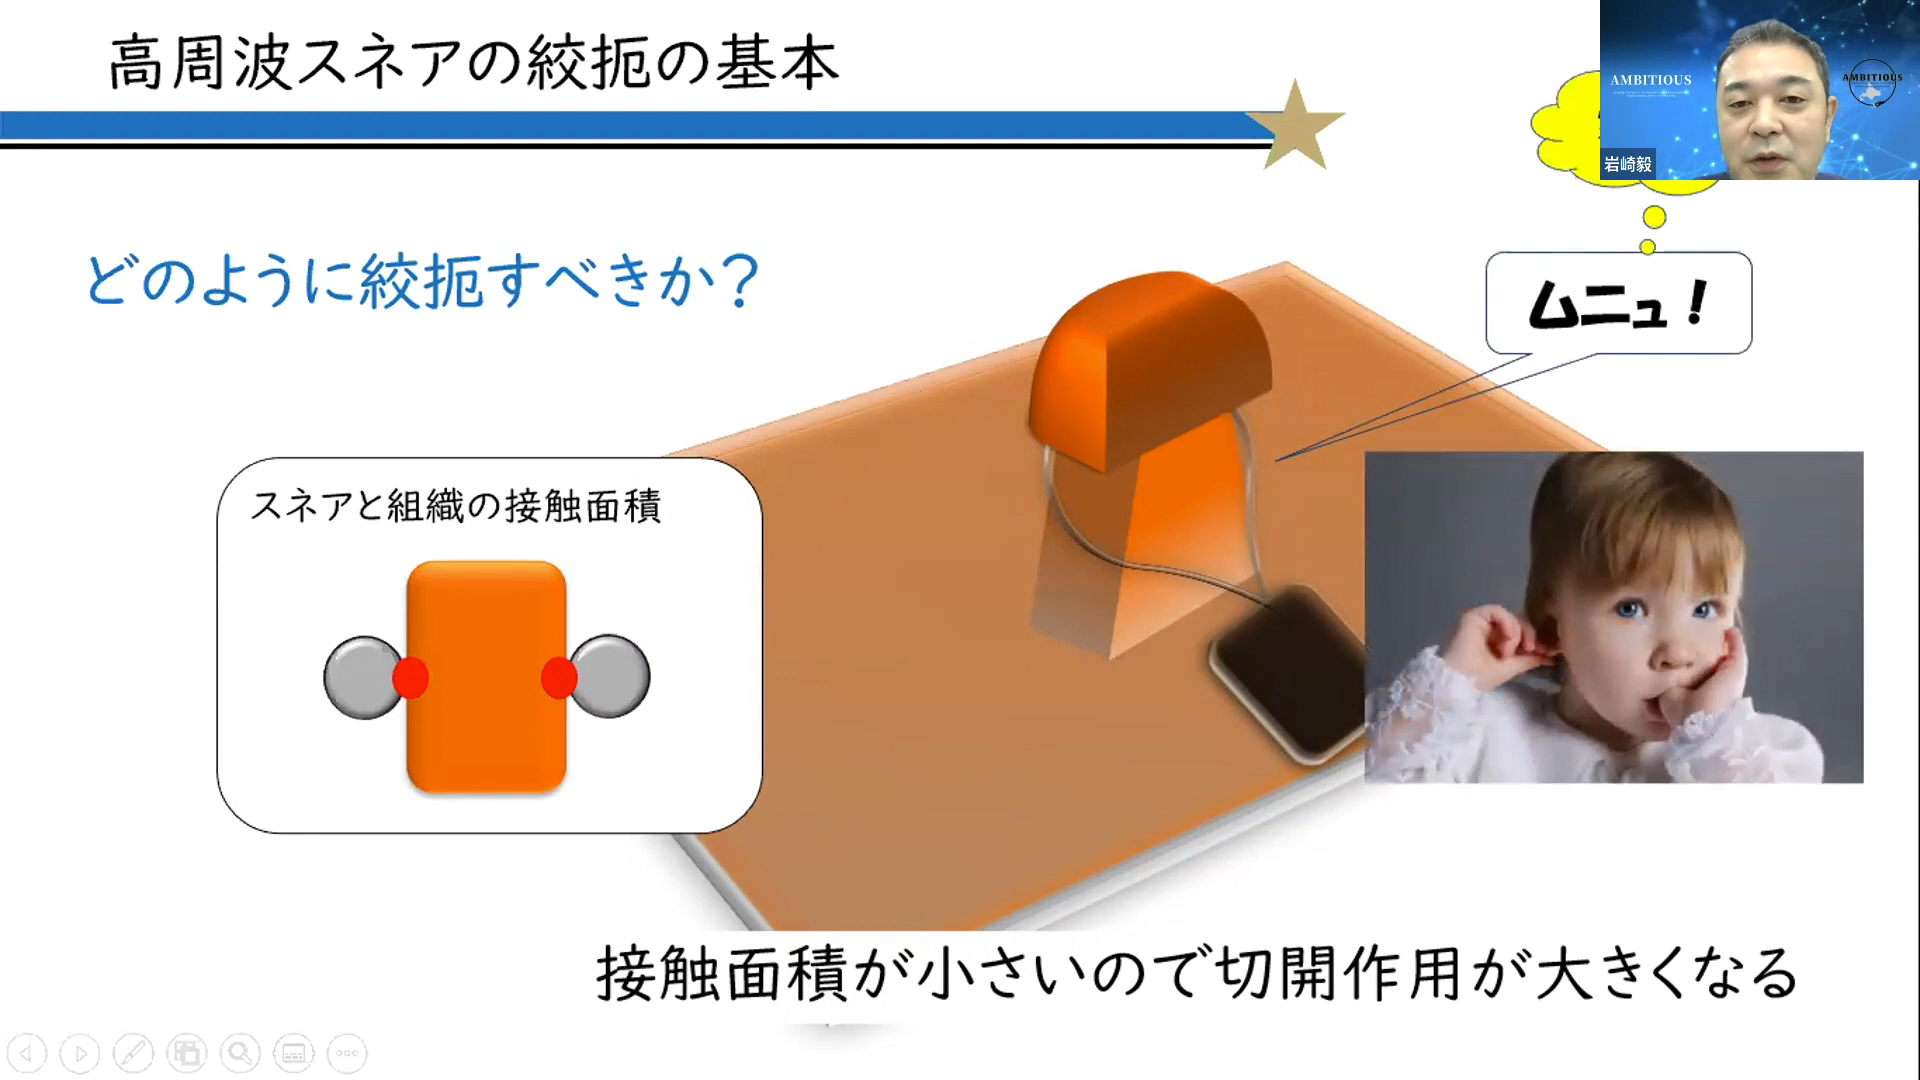 高周波スネアの絞扼の基本
AMBITIOUS
AMBITIOUS
岩崎毅
どのように絞扼すべきか？
ムニュ！
スネアと組織の接触面積
接触面積が小さいので切開作用が大きくなる